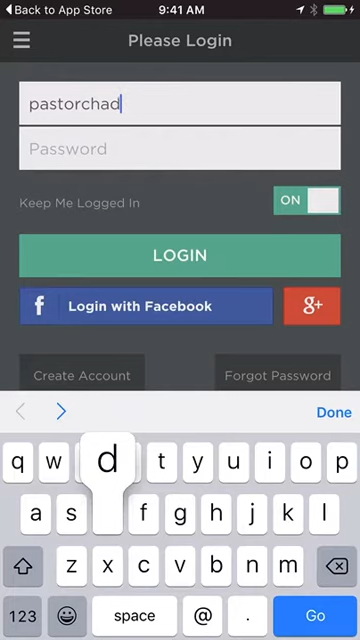 Back to App Store 9:41 AM
Please Login
pastorchad
Password
Keep Me Logged In ON
LOGIN
f Login with Facebook g+
Create Account Forgot Password
Done
q w d t y u i o p
a s f g h j k l
z x c v b n m
123 space @ . Go